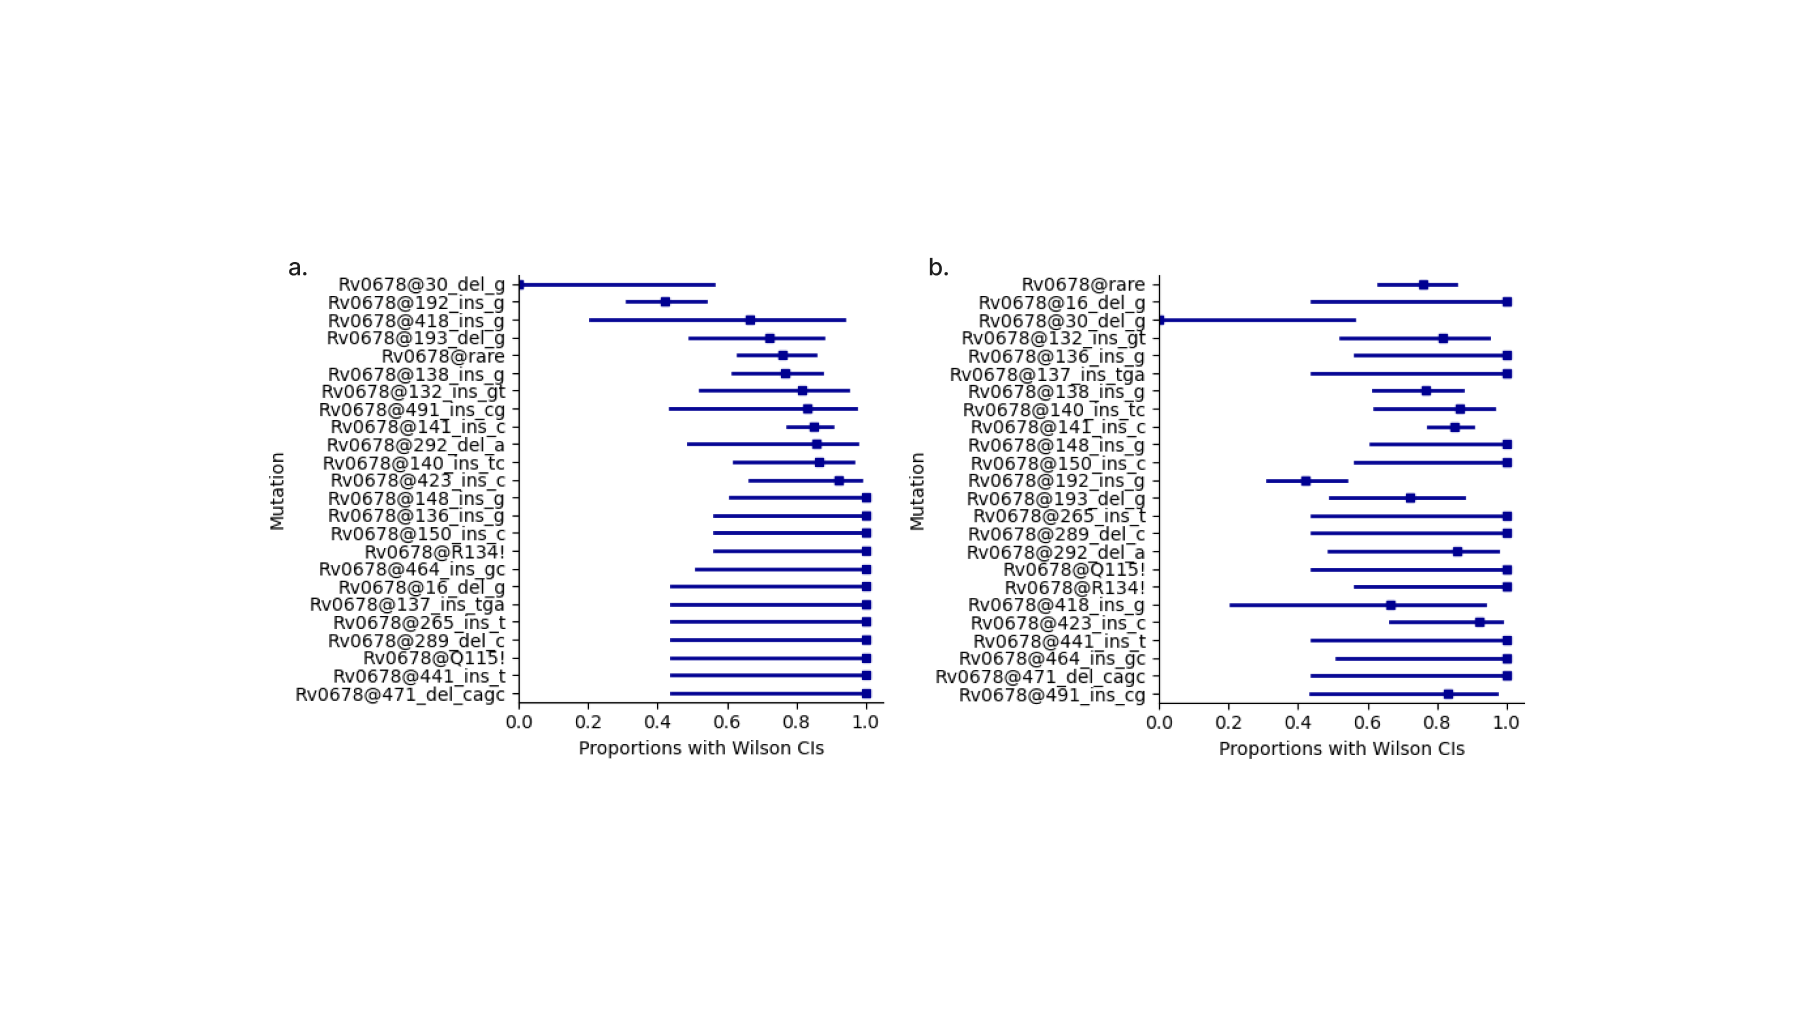 a.
Rv0678@30_del_g
Rv0678@192_ins_g
Rv0678@418_ins_g
Rv0678@193_del_g
Rv0678@rare
Rv0678@138_ins_g
Rv0678@132_ins_gt
Rv0678@491_ins_cg
Rv0678@141_ins_c
Rv0678@292_del_a
Rv0678@140_ins_tc
Rv0678@423_ins_c
Rv0678@148_ins_g
Rv0678@136_ins_g
Rv0678@150_ins_c
Rv0678@R134!
Rv0678@464_ins_gc
Rv0678@16_del_g
Rv0678@137_ins_tga
Rv0678@265_ins_t
Rv0678@289_del_c
Rv0678@Q115!
Rv0678@441_ins_t
Rv0678@471_del_cagc
Mutation
0.0 0.2 0.4 0.6 0.8 1.0
Proportions with Wilson CIs
b.
Rv0678@rare
Rv0678@16_del_g
Rv0678@30_del_g
Rv0678@132_ins_gt
Rv0678@136_ins_g
Rv0678@137_ins_tga
Rv0678@138_ins_g
Rv0678@140_ins_tc
Rv0678@141_ins_c
Rv0678@148_ins_g
Rv0678@150_ins_c
Rv0678@192_ins_g
Rv0678@193_del_g
Rv0678@265_ins_t
Rv0678@289_del_c
Rv0678@292_del_a
Rv0678@Q115!
Rv0678@R134!
Rv0678@418_ins_g
Rv0678@423_ins_c
Rv0678@441_ins_t
Rv0678@464_ins_gc
Rv0678@471_del_cagc
Rv0678@491_ins_cg
Mutation
0.0 0.2 0.4 0.6 0.8 1.0
Proportions with Wilson CIs